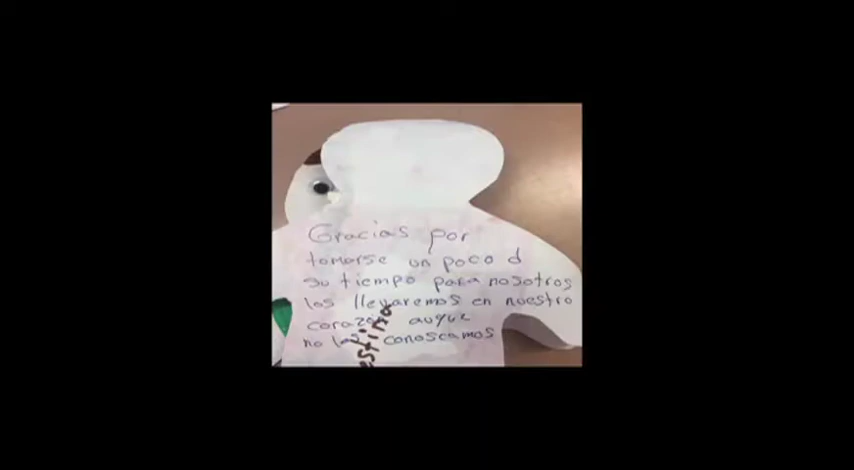 Gracias por
tomarse un poco d
su tiempo para nosotros
los llevaremos en nuestro
corazon auque
no los conoscamos